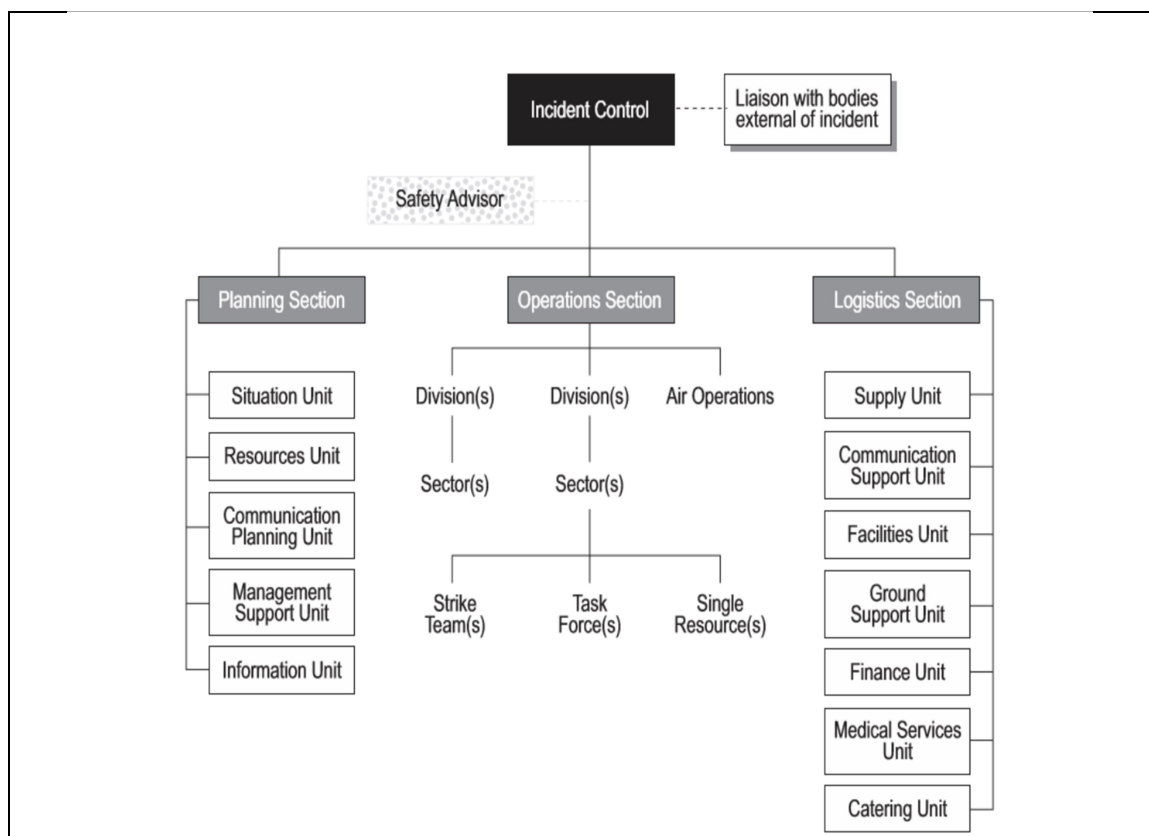 Incident Control
Liaison with bodies
external of incident
Safety Advisor
Planning Section
Operations Section
Logistics Section
Situation Unit
Resources Unit
Communication
Planning Unit
Management
Support Unit
Information Unit
Division(s)
Division(s)
Air Operations
Sector(s)
Sector(s)
Strike
Team(s)
Task
Force(s)
Single
Resource(s)
Supply Unit
Communication
Support Unit
Facilities Unit
Ground
Support Unit
Finance Unit
Medical Services
Unit
Catering Unit